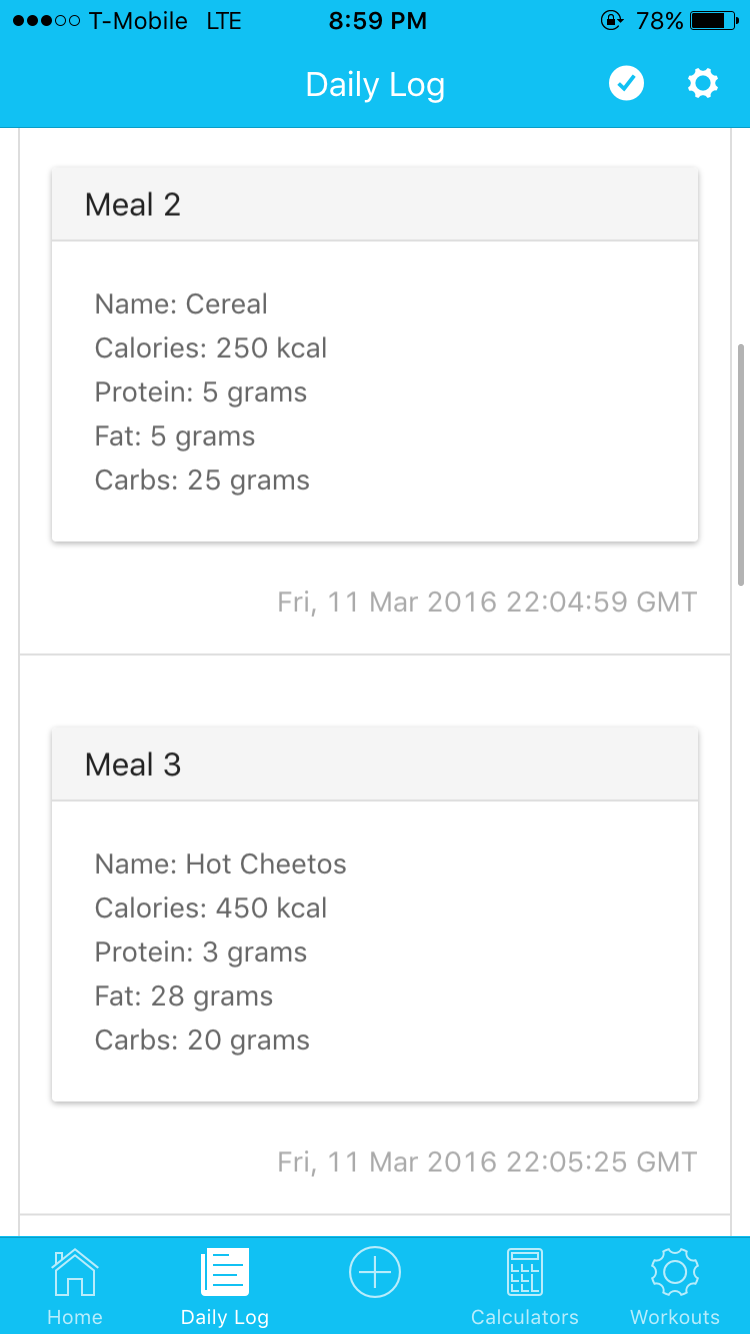 T-Mobile LTE 8:59 PM 78%
Daily Log
Meal 2
Name: Cereal
Calories: 250 kcal
Protein: 5 grams
Fat: 5 grams
Carbs: 25 grams
Fri, 11 Mar 2016 22:04:59 GMT
Meal 3
Name: Hot Cheetos
Calories: 450 kcal
Protein: 3 grams
Fat: 28 grams
Carbs: 20 grams
Fri, 11 Mar 2016 22:05:25 GMT
Home Daily Log Calculators Workouts